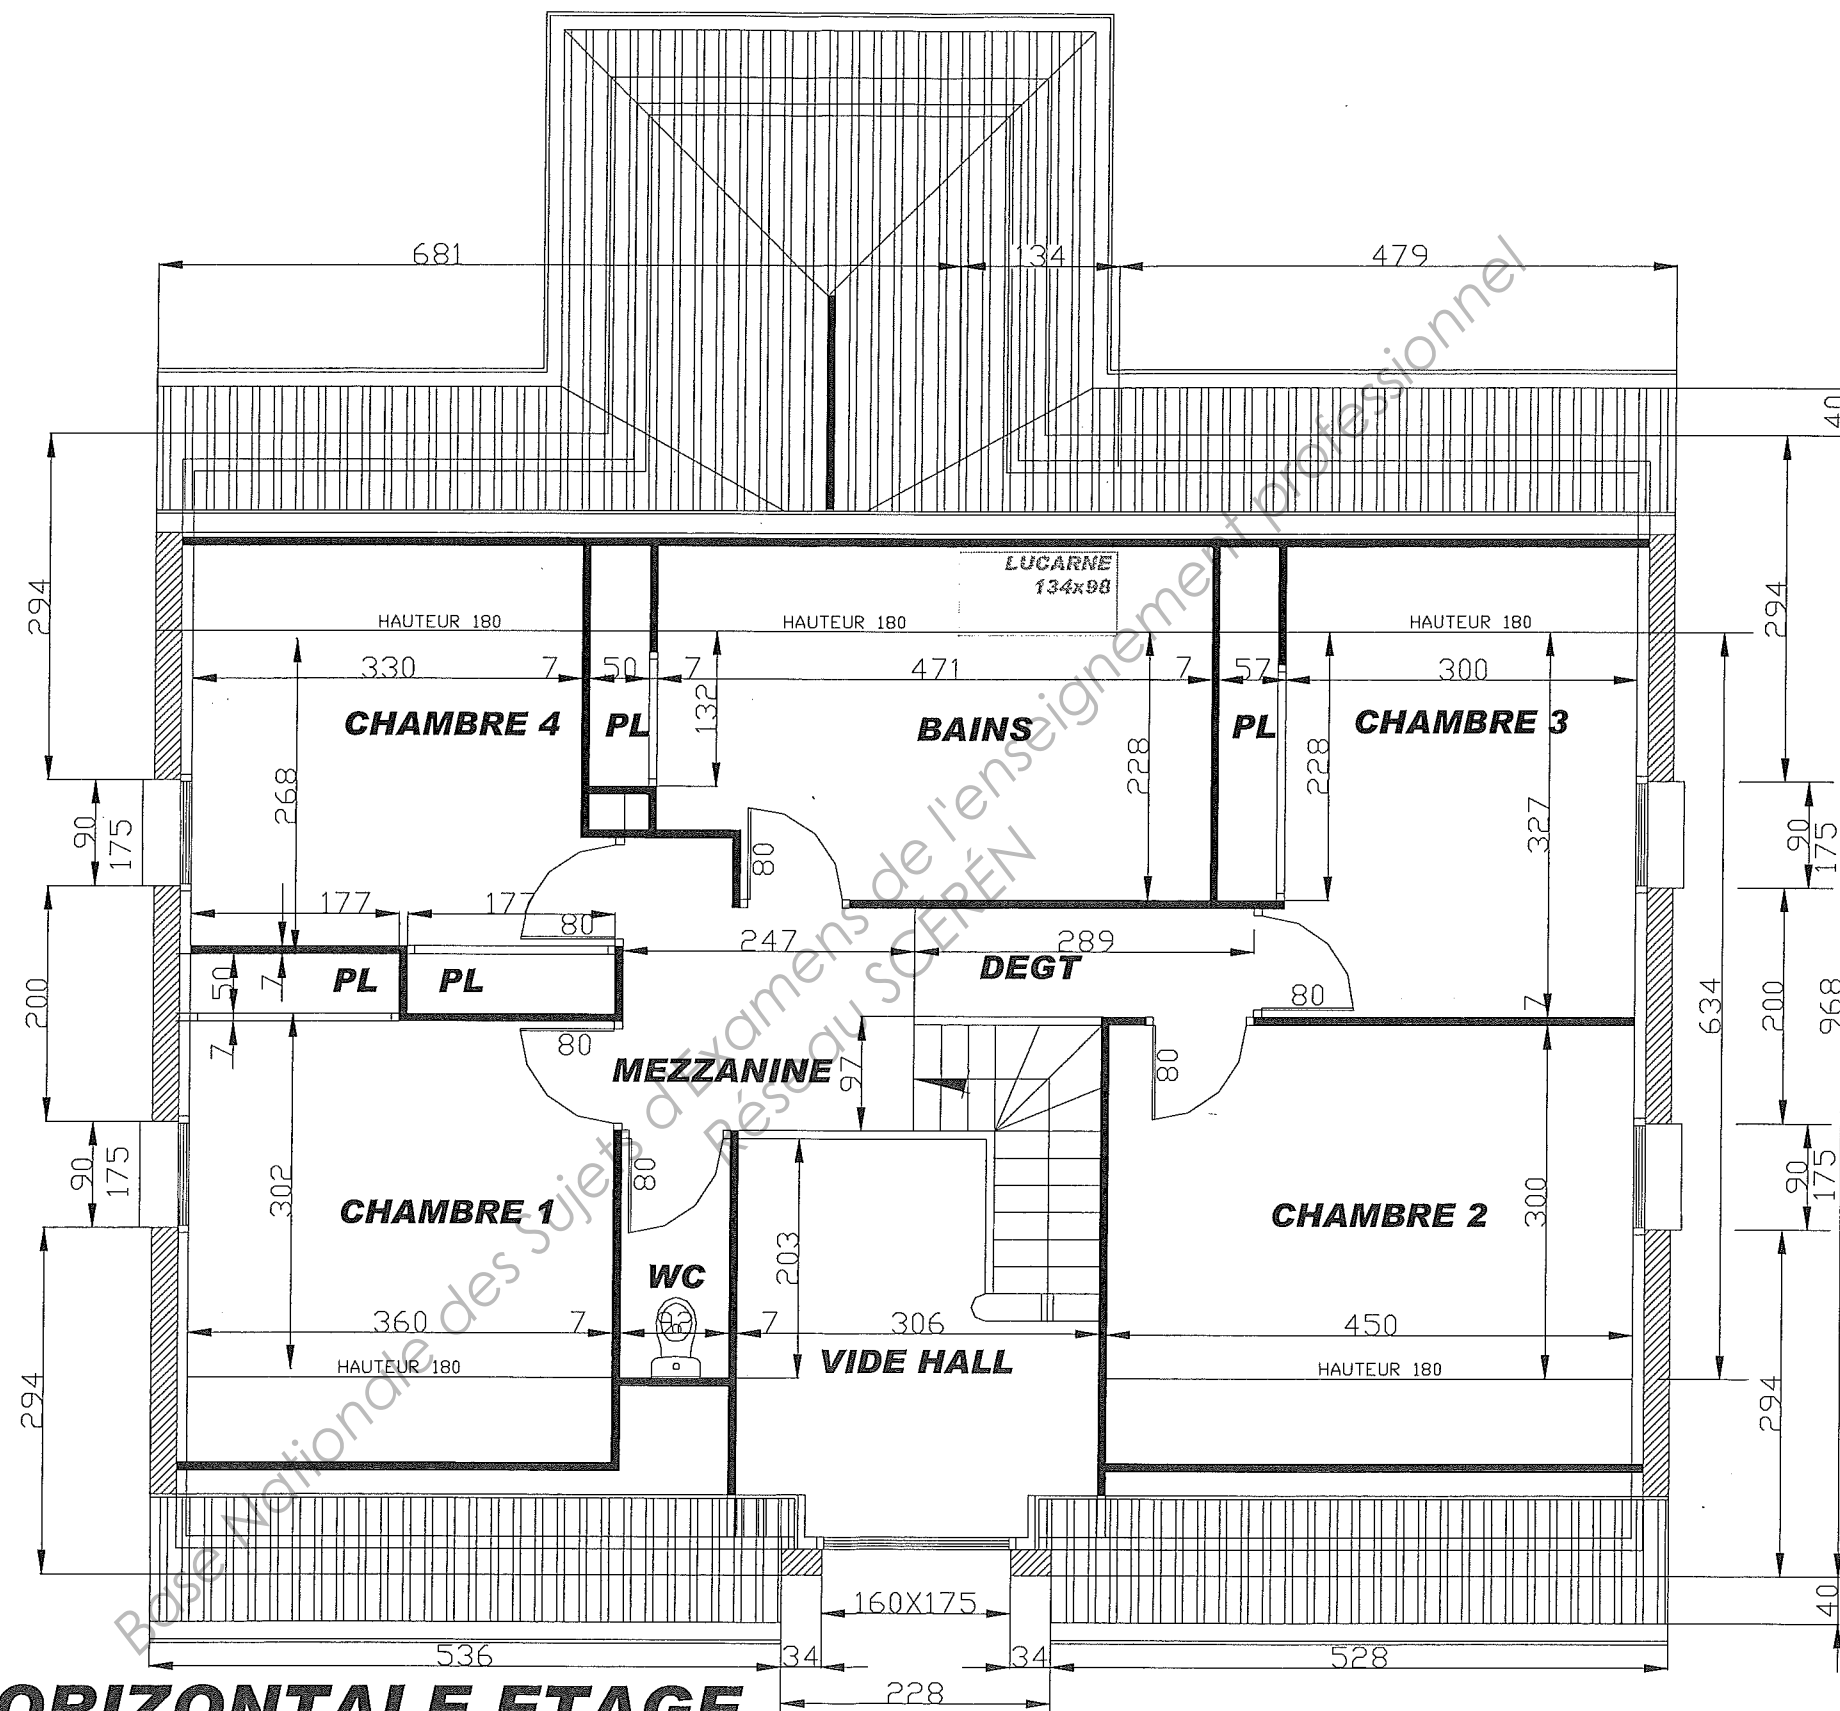 681
134
479
40
294
LUCARNE
134x98
294
HAUTEUR 180
HAUTEUR 180
HAUTEUR 180
330
7
50
7
471
7
57
300
132
CHAMBRE 4
PL
BAINS
PL
CHAMBRE 3
228
228
268
327
90
175
80
90
175
177
177
80
247
289
DEGT
50
7
PL
PL
80
7
200
634
200
968
7
80
MEZZANINE
97
80
90
175
302
80
CHAMBRE 1
203
CHAMBRE 2
300
90
175
WC
360
7
93
7
306
450
HAUTEUR 180
VIDE HALL
HAUTEUR 180
294
294
160X175
40
536
34
34
528
228
ORIZONTALE ETAGE
Base Nationale des Sujets d'Examens de l'enseignement professionnel
Réseau SCÉRÉN